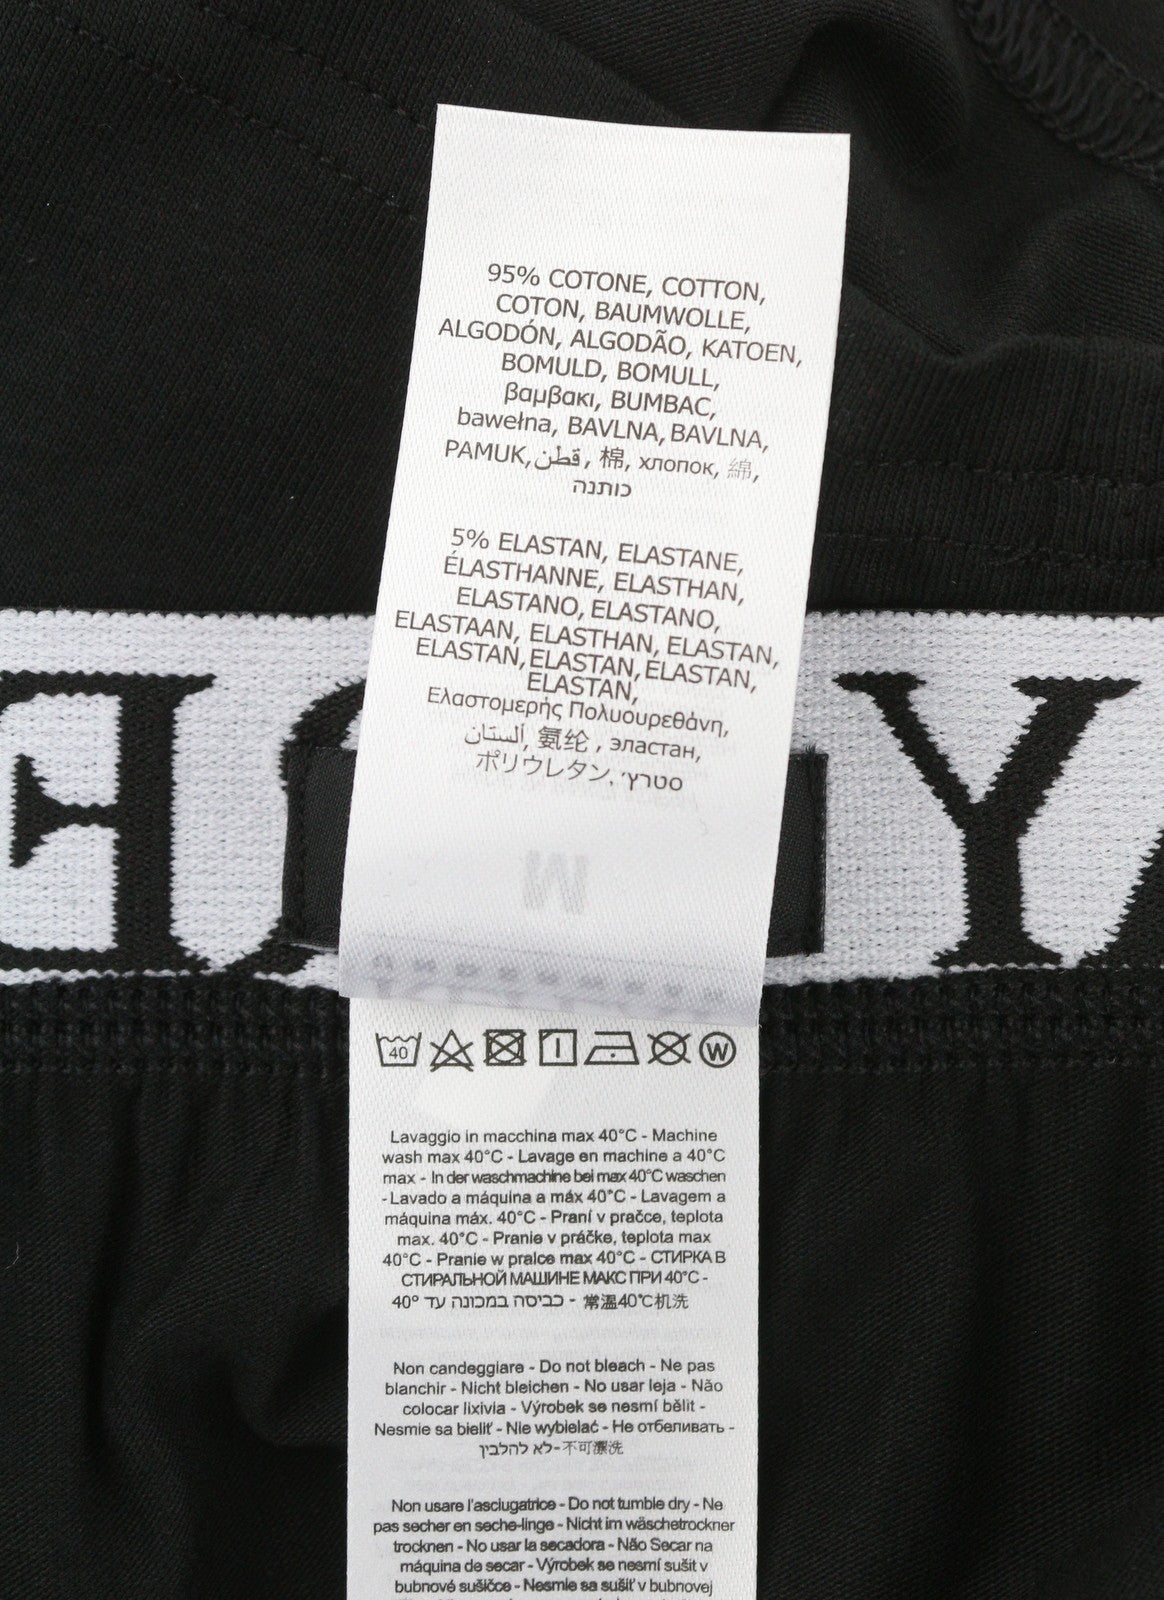 95% COTONE, COTTON,
COTON, BAUMWOLLE,
ALGODÓN, ALGODÃO, KATOEN,
BOMULD, BOMULL,
βαμβακι, BUMBAC,
bawełna, BAVLNA, BAVLNA,
PAMUK, قطن, 棉, хлопок, 綿,
כותנה
5% ELASTAN, ELASTANE,
ÉLASTHANNE, ELASTHAN,
ELASTANO, ELASTANO,
ELASTAAN, ELASTHAN, ELASTAN,
ELASTAN, ELASTAN, ELASTAN,
ELASTAN,
Ελαστομερής Πολυουρεθάνη,
ألستان, 氨纶, эластан,
ポリウレタン, סטרץ'
M
Y
40 W
Lavaggio in macchina max 40°C - Machine
wash max 40°C - Lavage en machine a 40°C
max - In der waschmachine bei max 40°C waschen
- Lavado a máquina a máx 40°C - Lavagem a
máquina máx. 40°C - Praní v pračce, teplota
max. 40°C - Pranie v práčke, teplota max
40°C - Pranie w pralce max 40°C - СТИРКА В
СТИРАЛЬНОЙ МАШИНЕ МАКС ПРИ 40°C -
כביסה במכונה עד 40° - 常溫40℃机洗
Non candeggiare - Do not bleach - Ne pas
blanchir - Nicht bleichen - No usar leja - Não
colocar lixivia - Výrobek se nesmí bělit -
Nesmie sa bieliť - Nie wybielać - Не отбеливать -
לא להלבין-不可漂洗
Non usare l'asciugatrice - Do not tumble dry - Ne
pas secher en seche-linge - Nicht im wäschetrockner
trocknen - No usar la secadora - Não Secar na
máquina de secar - Výrobek se nesmí sušit v
bubnové sušičce - Nesmie sa sušiť v bubnovej